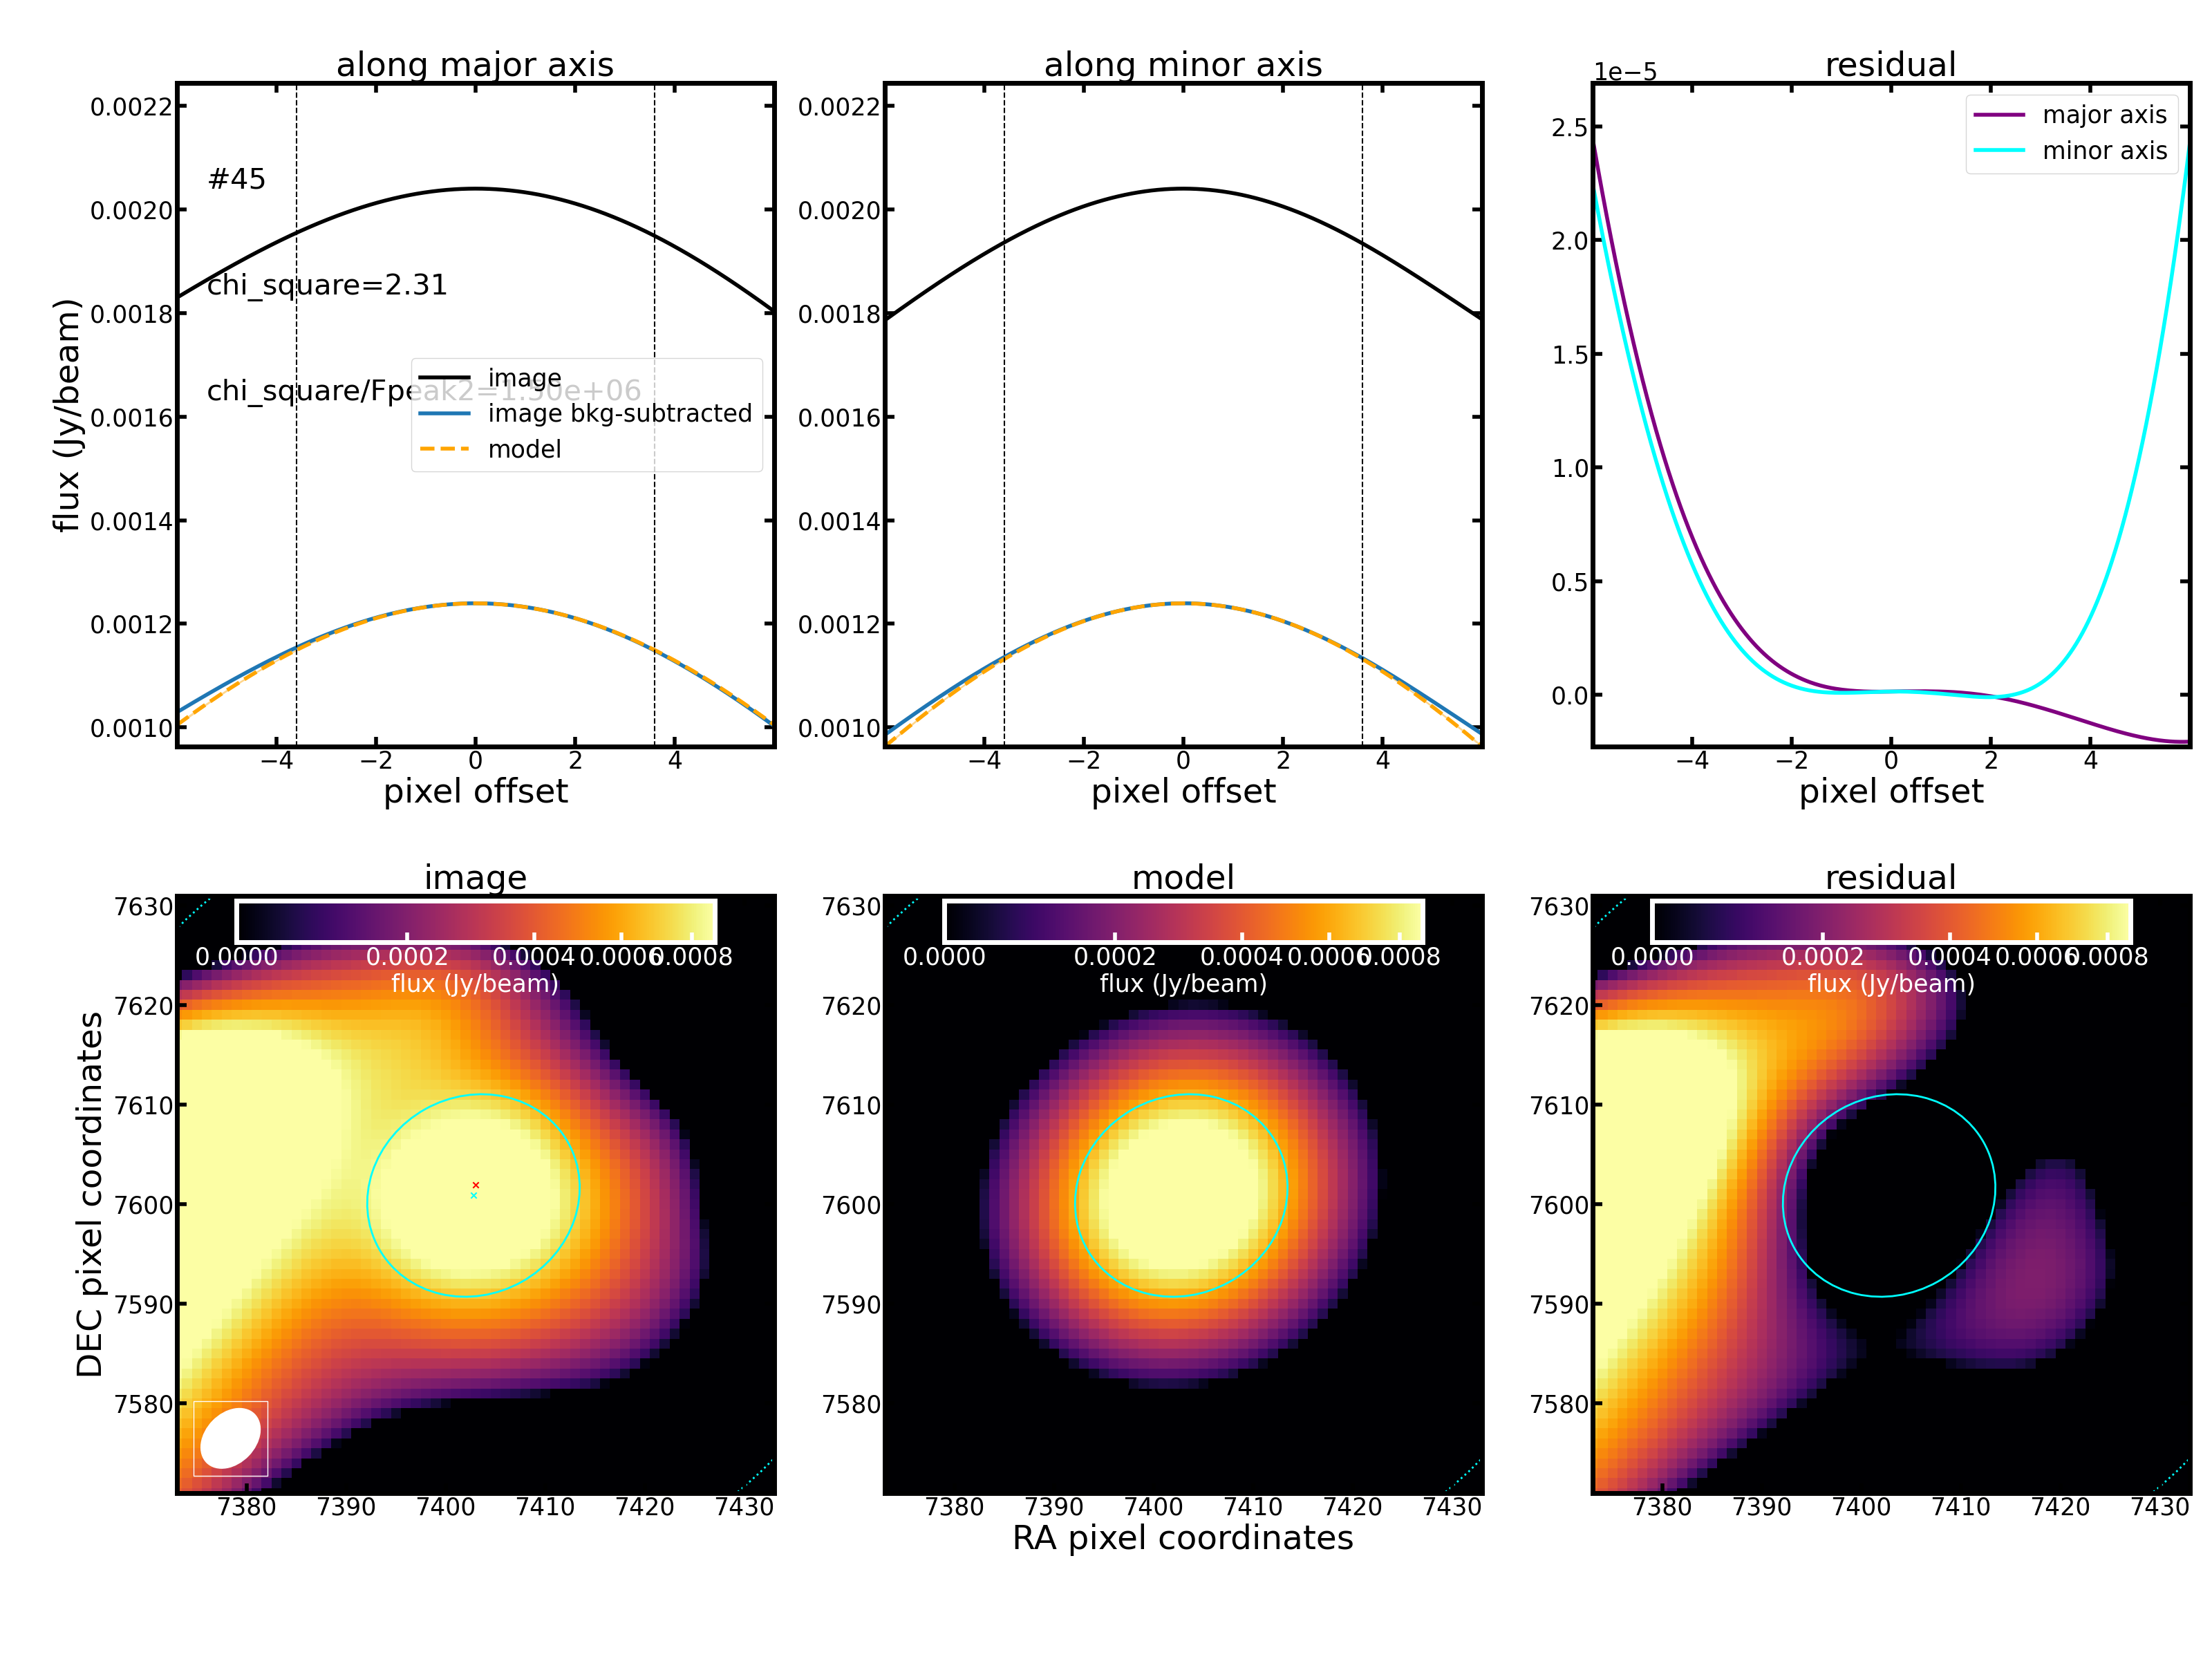 along major axis
0.0022
0.0020
0.0018
0.0016
0.0014
0.0012
0.0010
flux (Jy/beam)
#45
chi_square=2.31
chi_square/Fpeak2=1.50e+06
image
image bkg-subtracted
model
−4 −2 0 2 4
pixel offset
along minor axis
0.0022
0.0020
0.0018
0.0016
0.0014
0.0012
0.0010
−4 −2 0 2 4
pixel offset
residual
1e−5
2.5
2.0
1.5
1.0
0.5
0.0
major axis
minor axis
−4 −2 0 2 4
pixel offset
image
7630
7620
7610
7600
7590
7580
DEC pixel coordinates
0.0000 0.0002 0.0004 0.0006 0.0008
flux (Jy/beam)
7380 7390 7400 7410 7420 7430
model
7630
7620
7610
7600
7590
7580
0.0000 0.0002 0.0004 0.0006 0.0008
flux (Jy/beam)
7380 7390 7400 7410 7420 7430
RA pixel coordinates
residual
7630
7620
7610
7600
7590
7580
0.0000 0.0002 0.0004 0.0006 0.0008
flux (Jy/beam)
7380 7390 7400 7410 7420 7430